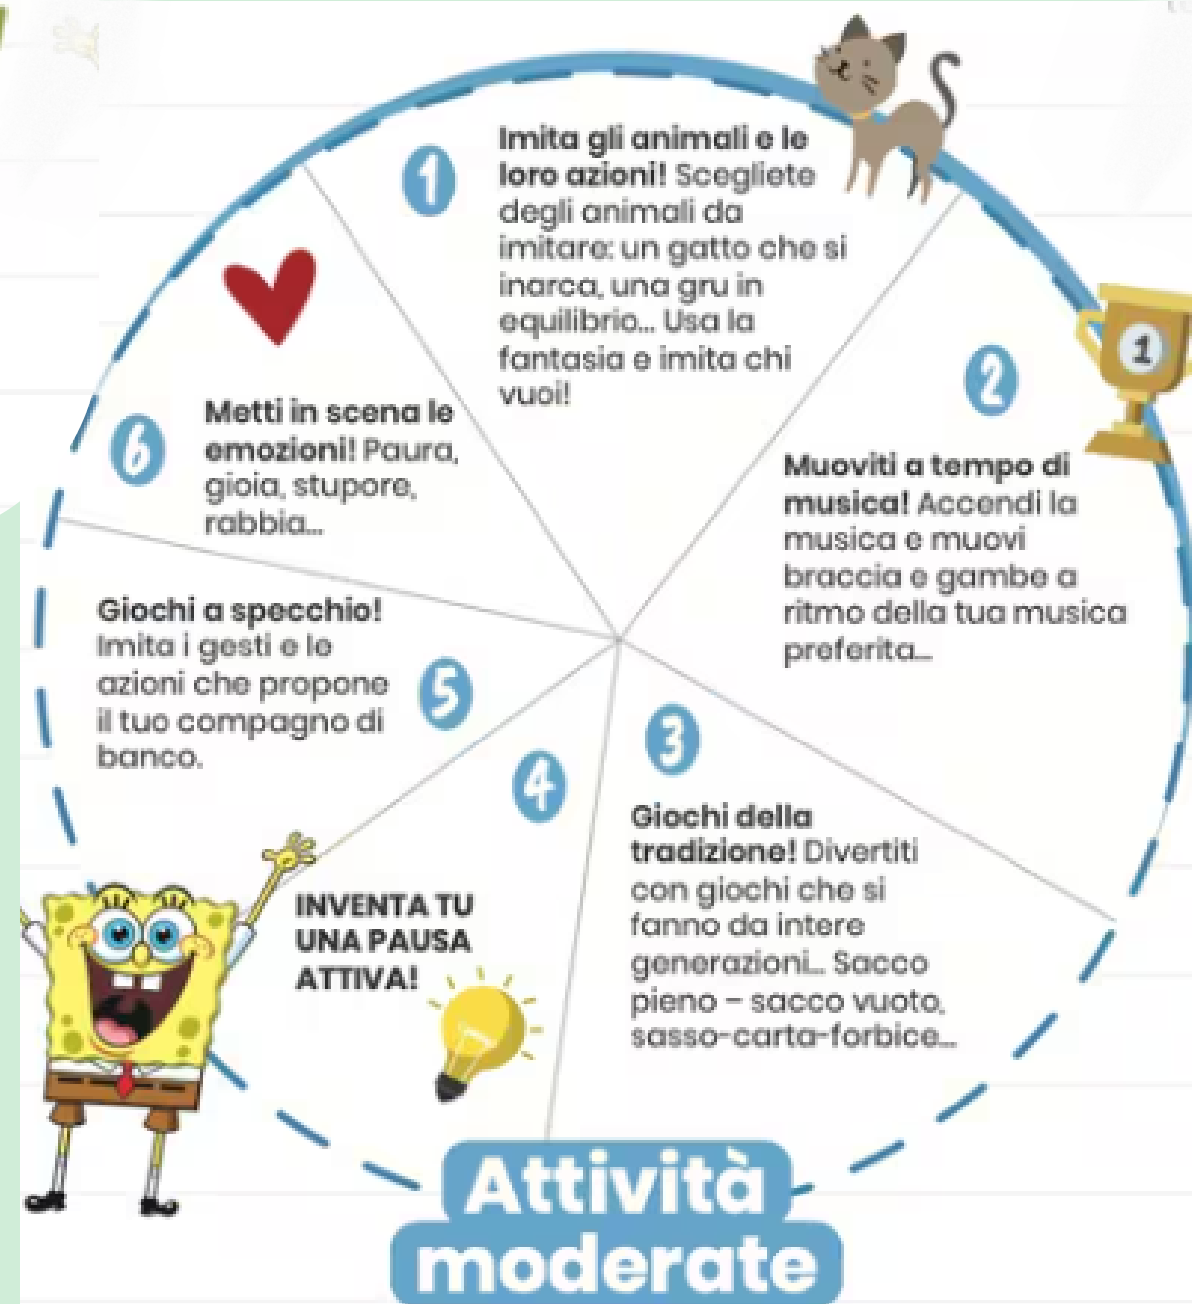 1
Imita gli animali e le
loro azioni! Scegliete
degli animali da
imitare: un gatto che si
inarca, una gru in
equilibrio... Usa la
fantasia e imita chi
vuoi!
1
2
Muoviti a tempo di
musica! Accendi la
musica e muovi
braccia e gambe a
ritmo della tua musica
preferita...
3
Giochi della
tradizione! Divertiti
con giochi che si
fanno da intere
generazioni... Sacco
pieno – sacco vuoto,
sasso-carta-forbice...
4
INVENTA TU
UNA PAUSA
ATTIVA!
5
Giochi a specchio!
Imita i gesti e le
azioni che propone
il tuo compagno di
banco.
6
Metti in scena le
emozioni! Paura,
gioia, stupore,
rabbia...
Attività
moderate